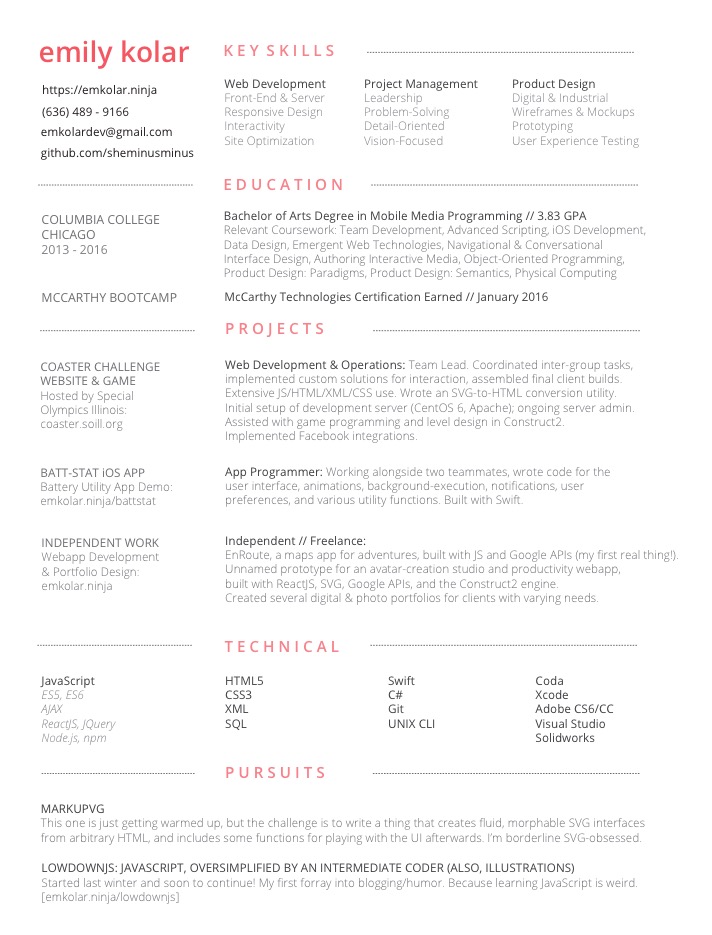 emily kolar
https://emkolar.ninja
(636) 489 - 9166
emkolardev@gmail.com
github.com/sheminusminus
KEY SKILLS
Web Development
Front-End & Server
Responsive Design
Interactivity
Site Optimization
Project Management
Leadership
Problem-Solving
Detail-Oriented
Vision-Focused
Product Design
Digital & Industrial
Wireframes & Mockups
Prototyping
User Experience Testing
EDUCATION
COLUMBIA COLLEGE
CHICAGO
2013 - 2016
Bachelor of Arts Degree in Mobile Media Programming // 3.83 GPA
Relevant Coursework: Team Development, Advanced Scripting, iOS Development,
Data Design, Emergent Web Technologies, Navigational & Conversational
Interface Design, Authoring Interactive Media, Object-Oriented Programming,
Product Design: Paradigms, Product Design: Semantics, Physical Computing
MCCARTHY BOOTCAMP
McCarthy Technologies Certification Earned // January 2016
PROJECTS
COASTER CHALLENGE
WEBSITE & GAME
Hosted by Special
Olympics Illinois:
coaster.soill.org
Web Development & Operations: Team Lead. Coordinated inter-group tasks,
implemented custom solutions for interaction, assembled final client builds.
Extensive JS/HTML/XML/CSS use. Wrote an SVG-to-HTML conversion utility.
Initial setup of development server (CentOS 6, Apache); ongoing server admin.
Assisted with game programming and level design in Construct2.
Implemented Facebook integrations.
BATT-STAT iOS APP
Battery Utility App Demo:
emkolar.ninja/battstat
App Programmer: Working alongside two teammates, wrote code for the
user interface, animations, background-execution, notifications, user
preferences, and various utility functions. Built with Swift.
INDEPENDENT WORK
Webapp Development
& Portfolio Design:
emkolar.ninja
Independent // Freelance:
EnRoute, a maps app for adventures, built with JS and Google APIs (my first real thing!).
Unnamed prototype for an avatar-creation studio and productivity webapp,
built with ReactJS, SVG, Google APIs, and the Construct2 engine.
Created several digital & photo portfolios for clients with varying needs.
TECHNICAL
JavaScript
ES5, ES6
AJAX
ReactJS, JQuery
Node.js, npm
HTML5
CSS3
XML
SQL
Swift
C#
Git
UNIX CLI
Coda
Xcode
Adobe CS6/CC
Visual Studio
Solidworks
PURSUITS
MARKUPVG
This one is just getting warmed up, but the challenge is to write a thing that creates fluid, morphable SVG interfaces
from arbitrary HTML, and includes some functions for playing with the UI afterwards. I'm borderline SVG-obsessed.
LOWDOWNJS: JAVASCRIPT, OVERSIMPLIFIED BY AN INTERMEDIATE CODER (ALSO, ILLUSTRATIONS)
Started last winter and soon to continue! My first forray into blogging/humor. Because learning JavaScript is weird.
[emkolar.ninja/lowdownjs]